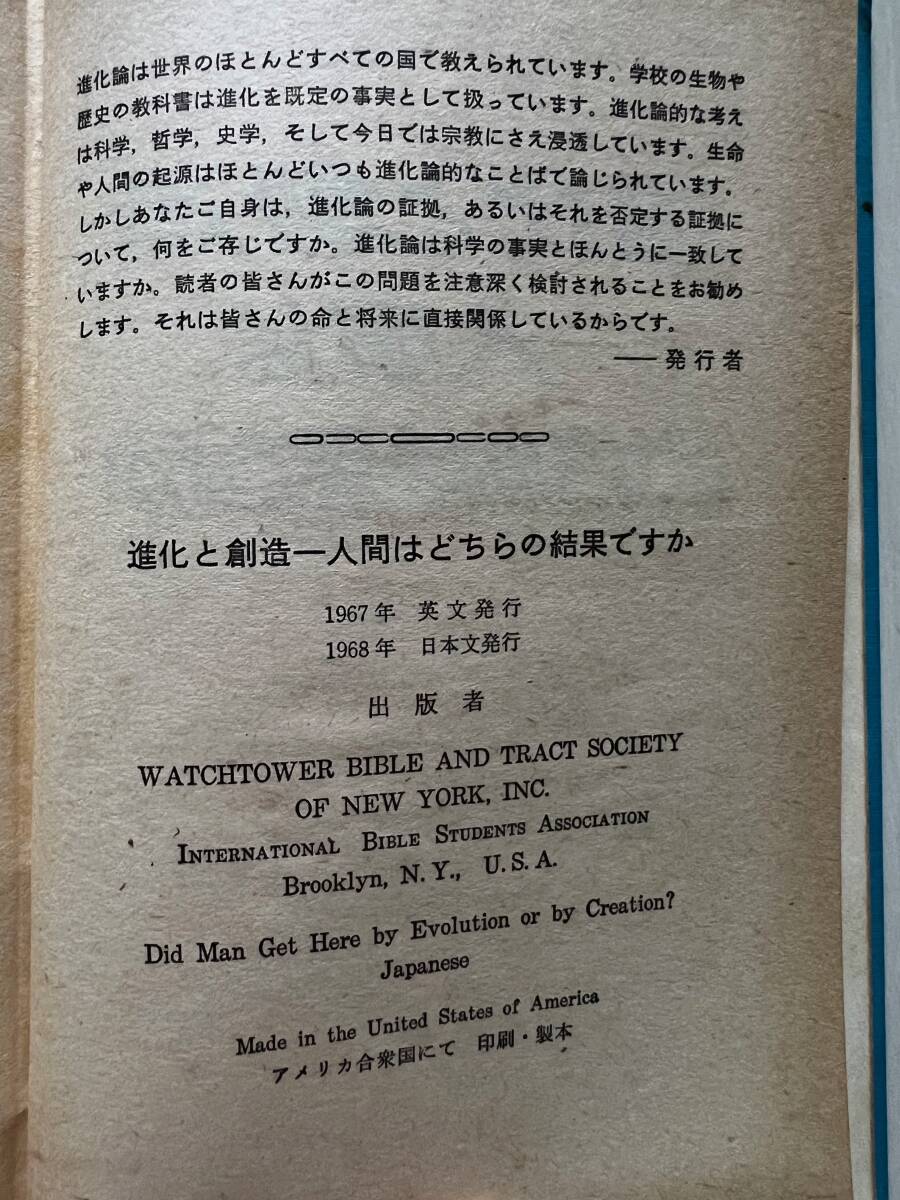 進化論は世界のほとんどすべての国で教えられています。学校の生物や
歴史の教科書は進化を既定の事実として扱っています。進化論的な考え
は科学，哲学，史学，そして今日では宗教にさえ浸透しています。生命
や人間の起源はほとんどいつも進化論的なことばで論じられています。
しかしあなたご自身は，進化論の証拠，あるいはそれを否定する証拠に
ついて，何をご存じですか。進化論は科学の事実とほんとうに一致して
いますか。読者の皆さんがこの問題を注意深く検討されることをお勧め
します。それは皆さんの命と将来に直接関係しているからです。
――発行者
進化と創造―人間はどちらの結果ですか
1967年 英文発行
1968年 日本文発行
出版者
WATCHTOWER BIBLE AND TRACT SOCIETY
OF NEW YORK, INC.
INTERNATIONAL BIBLE STUDENTS ASSOCIATION
Brooklyn, N.Y., U.S.A.
Did Man Get Here by Evolution or by Creation?
Japanese
Made in the United States of America
アメリカ合衆国にて 印刷・製本